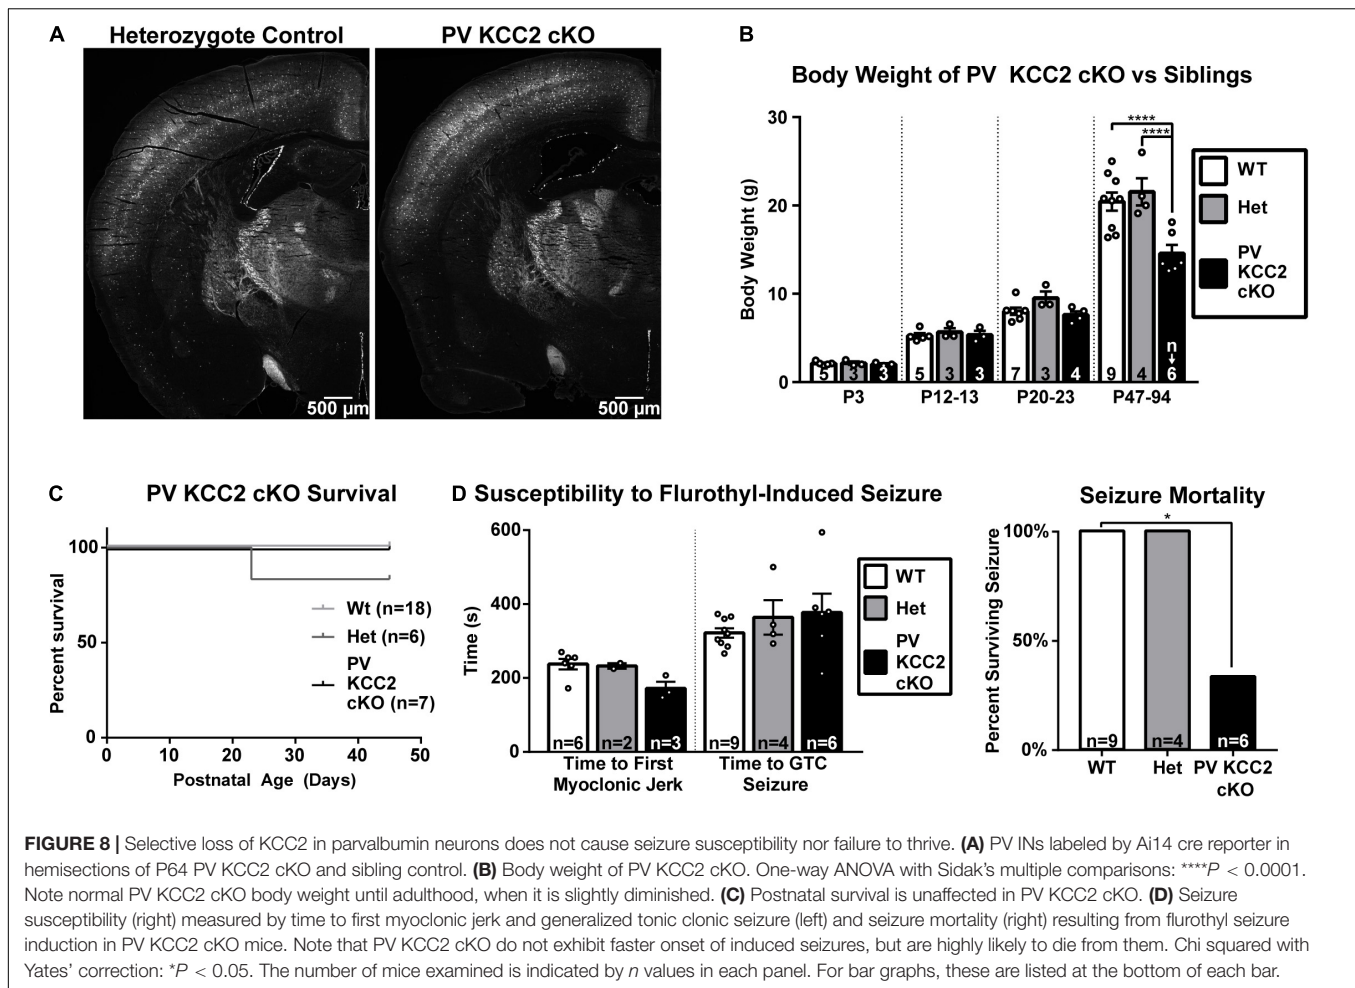 A
Heterozygote Control
PV KCC2 cKO
500 µm
500 µm
B
Body Weight of PV KCC2 cKO vs Siblings
Body Weight (g)
30
20
10
0
****
****
5
3
3
5
3
3
7
3
4
9
4
n
6
P3
P12-13
P20-23
P47-94
WT
Het
PV
KCC2
cKO
C
PV KCC2 cKO Survival
Percent survival
100
50
0
0
10
20
30
40
50
Postnatal Age (Days)
Wt (n=18)
Het (n=6)
PV
KCC2
cKO (n=7)
D Susceptibility to Flurothyl-Induced Seizure
Time (s)
600
400
200
0
n=6
n=2
n=3
n=9
n=4
n=6
Time to First
Myoclonic Jerk
Time to GTC
Seizure
WT
Het
PV
KCC2
cKO
Seizure Mortality
Percent Surviving Seizure
100%
50%
0%
*
n=9
n=4
n=6
WT
Het
PV KCC2
cKO
FIGURE 8 | Selective loss of KCC2 in parvalbumin neurons does not cause seizure susceptibility nor failure to thrive. (A) PV INs labeled by Ai14 cre reporter in
hemisections of P64 PV KCC2 cKO and sibling control. (B) Body weight of PV KCC2 cKO. One-way ANOVA with Sidak's multiple comparisons: ****P < 0.0001.
Note normal PV KCC2 cKO body weight until adulthood, when it is slightly diminished. (C) Postnatal survival is unaffected in PV KCC2 cKO. (D) Seizure
susceptibility (right) measured by time to first myoclonic jerk and generalized tonic clonic seizure (left) and seizure mortality (right) resulting from flurothyl seizure
induction in PV KCC2 cKO mice. Note that PV KCC2 cKO do not exhibit faster onset of induced seizures, but are highly likely to die from them. Chi squared with
Yates' correction: *P < 0.05. The number of mice examined is indicated by n values in each panel. For bar graphs, these are listed at the bottom of each bar.